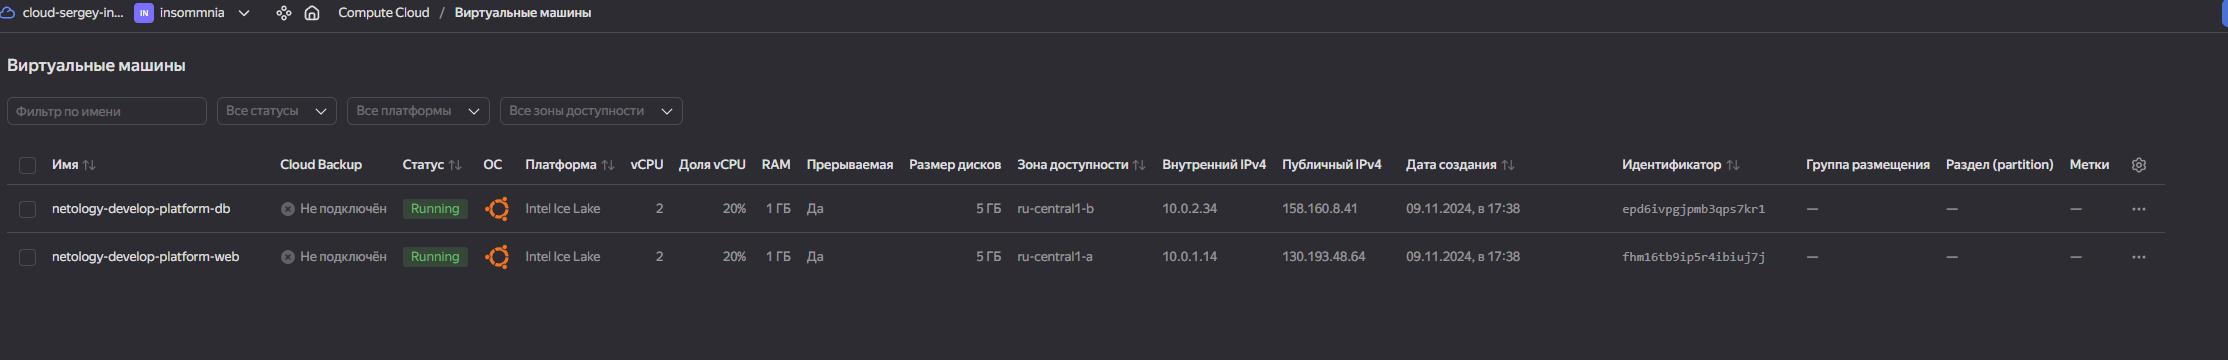 cloud-sergey-in... IN insommnia Compute Cloud / Виртуальные машины
Виртуальные машины
Фильтр по имени Все статусы Все платформы Все зоны доступности
Имя Cloud Backup Статус ОС Платформа vCPU Доля vCPU RAM Прерываемая Размер дисков Зона доступности Внутренний IPv4 Публичный IPv4 Дата создания Идентификатор Группа размещения Раздел (partition) Метки
netology-develop-platform-db Не подключён Running Intel Ice Lake 2 20% 1 ГБ Да 5 ГБ ru-central1-b 10.0.2.34 158.160.8.41 09.11.2024, в 17:38 epd6ivpgjpmb3qps7kr1 — — — ...
netology-develop-platform-web Не подключён Running Intel Ice Lake 2 20% 1 ГБ Да 5 ГБ ru-central1-a 10.0.1.14 130.193.48.64 09.11.2024, в 17:38 fhm16tb9ip5r4ibiuj7j — — — ...